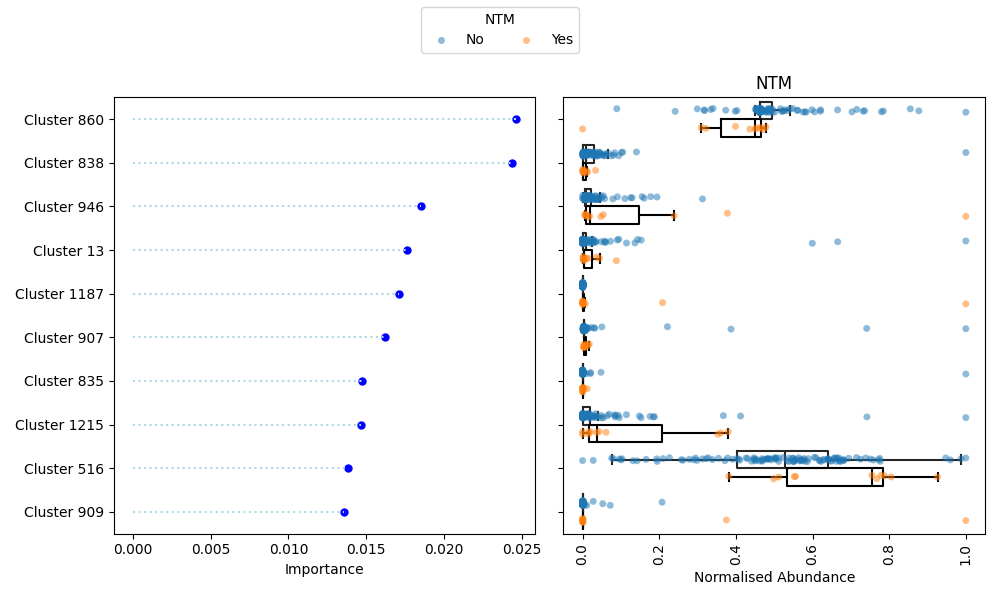 NTM
No Yes
NTM
Cluster 860
Cluster 838
Cluster 946
Cluster 13
Cluster 1187
Cluster 907
Cluster 835
Cluster 1215
Cluster 516
Cluster 909
0.000 0.005 0.010 0.015 0.020 0.025
Importance
0.0 0.2 0.4 0.6 0.8 1.0
Normalised Abundance